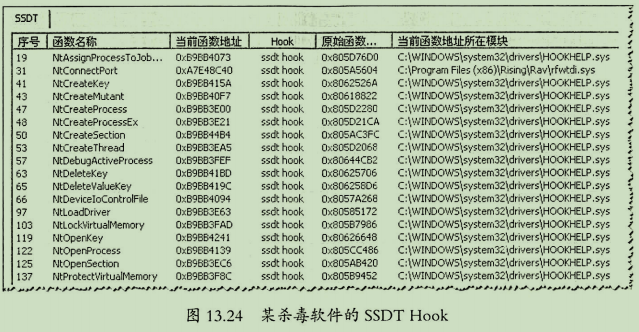 SSDT
序号 函数名称 当前函数地址 Hook 原始函数... 当前函数地址所在模块
19 NtAssignProcessToJob... 0xB9BB4073 ssdt hook 0x805D76D0 C:\WINDOWS\system32\drivers\HOOKHELP.sys
31 NtConnectPort 0xA7E48C40 ssdt hook 0x805A5604 C:\Program Files (x86)\Rising\Rav\rfwtdi.sys
41 NtCreateKey 0xB9BB415A ssdt hook 0x8062526A C:\WINDOWS\system32\drivers\HOOKHELP.sys
43 NtCreateMutant 0xB9BB40F7 ssdt hook 0x80618822 C:\WINDOWS\system32\drivers\HOOKHELP.sys
47 NtCreateProcess 0xB9BB3E00 ssdt hook 0x805D2280 C:\WINDOWS\system32\drivers\HOOKHELP.sys
48 NtCreateProcessEx 0xB9BB3E21 ssdt hook 0x805D21CA C:\WINDOWS\system32\drivers\HOOKHELP.sys
50 NtCreateSection 0xB9BB44B4 ssdt hook 0x805AC3FC C:\WINDOWS\system32\drivers\HOOKHELP.sys
53 NtCreateThread 0xB9BB3EA5 ssdt hook 0x805D2068 C:\WINDOWS\system32\drivers\HOOKHELP.sys
57 NtDebugActiveProcess 0xB9BB3FEF ssdt hook 0x80644CB2 C:\WINDOWS\system32\drivers\HOOKHELP.sys
63 NtDeleteKey 0xB9BB41BD ssdt hook 0x80625706 C:\WINDOWS\system32\drivers\HOOKHELP.sys
65 NtDeleteValueKey 0xB9BB419C ssdt hook 0x806258D6 C:\WINDOWS\system32\drivers\HOOKHELP.sys
66 NtDeviceIoControlFile 0xB9BB4094 ssdt hook 0x8057A268 C:\WINDOWS\system32\drivers\HOOKHELP.sys
97 NtLoadDriver 0xB9BB3E63 ssdt hook 0x80585172 C:\WINDOWS\system32\drivers\HOOKHELP.sys
103 NtLockVirtualMemory 0xB9BB3FAD ssdt hook 0x805B7986 C:\WINDOWS\system32\drivers\HOOKHELP.sys
119 NtOpenKey 0xB9BB4241 ssdt hook 0x80626648 C:\WINDOWS\system32\drivers\HOOKHELP.sys
122 NtOpenProcess 0xB9BB4139 ssdt hook 0x805CC486 C:\WINDOWS\system32\drivers\HOOKHELP.sys
125 NtOpenSection 0xB9BB3EC6 ssdt hook 0x805AB420 C:\WINDOWS\system32\drivers\HOOKHELP.sys
137 NtProtectVirtualMemory 0xB9BB3F8C ssdt hook 0x805B9452 C:\WINDOWS\system32\drivers\HOOKHELP.sys
图 13.24 某杀毒软件的 SSDT Hook